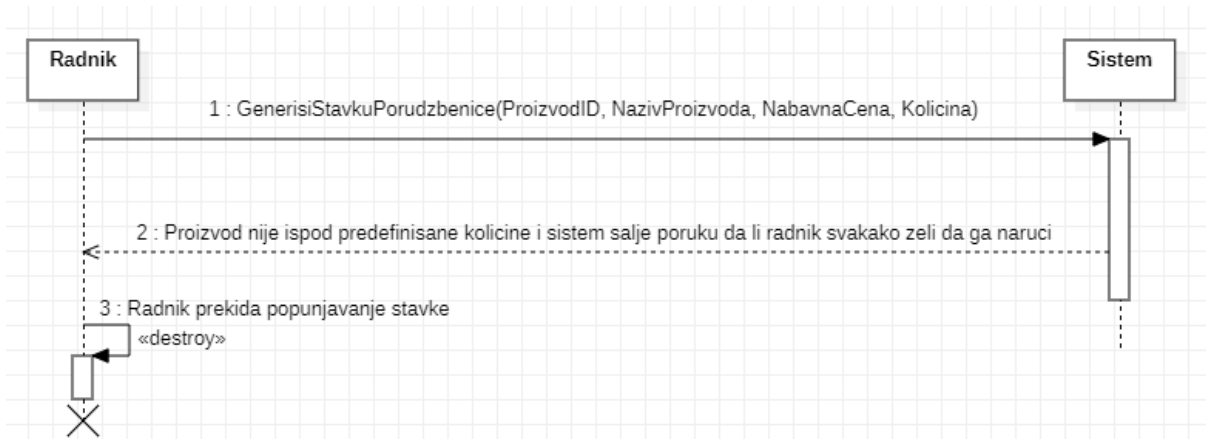 Radnik
Sistem
1 : GenerisiStavkuPorudzbenice(ProizvodID, NazivProizvoda, NabavnaCena, Kolicina)
2 : Proizvod nije ispod predefinisane kolicine i sistem salje poruku da li radnik svakako zeli da ga naruci
3 : Radnik prekida popunjavanje stavke
«destroy»